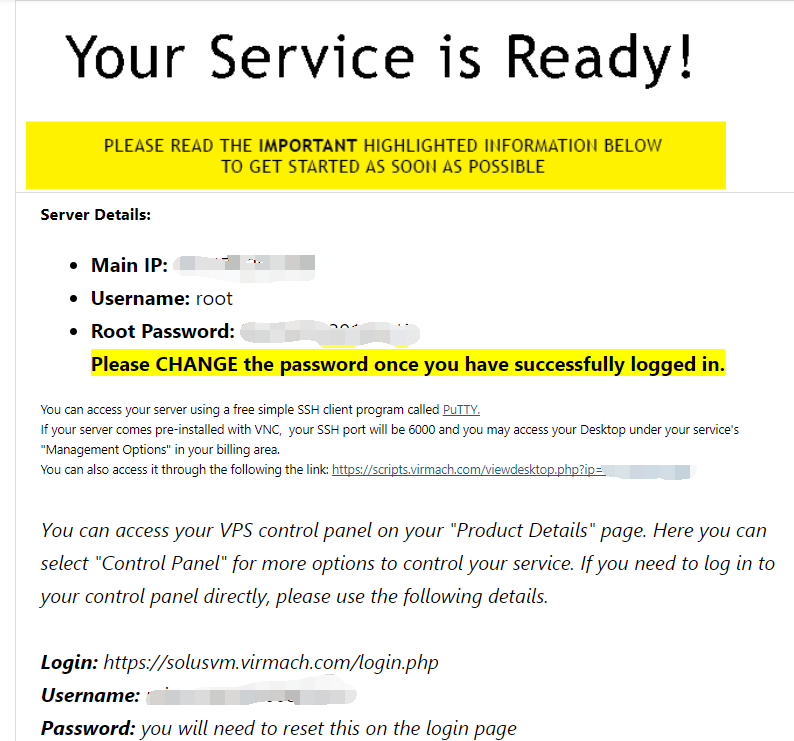 Your Service is Ready!
PLEASE READ THE IMPORTANT HIGHLIGHTED INFORMATION BELOW
TO GET STARTED AS SOON AS POSSIBLE
Server Details:
• Main IP:
• Username: root
• Root Password:
Please CHANGE the password once you have successfully logged in.
You can access your server using a free simple SSH client program called PuTTY.
If your server comes pre-installed with VNC, your SSH port will be 6000 and you may access your Desktop under your service's
"Management Options" in your billing area.
You can also access it through the following the link: https://scripts.virmach.com/viewdesktop.php?ip=
You can access your VPS control panel on your "Product Details" page. Here you can
select "Control Panel" for more options to control your service. If you need to log in to
your control panel directly, please use the following details.
Login: https://solusvm.virmach.com/login.php
Username:
Password: you will need to reset this on the login page